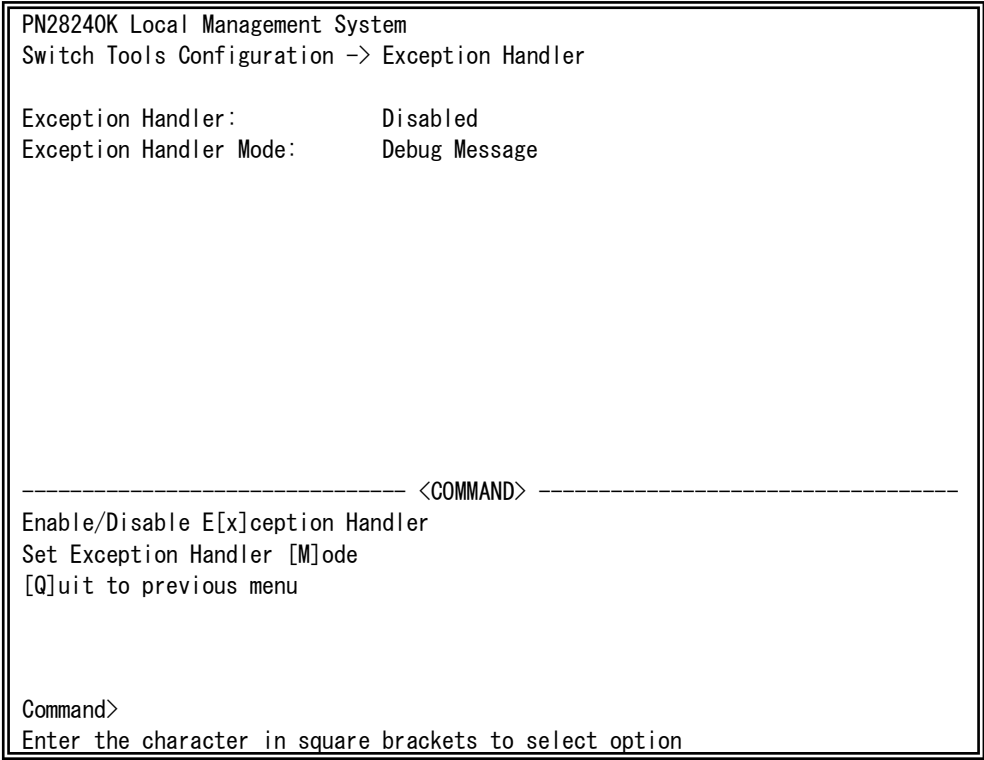 PN28240K Local Management System
Switch Tools Configuration -> Exception Handler
Exception Handler: Disabled
Exception Handler Mode: Debug Message
-------------------------------- <COMMAND> -----------------------------------
Enable/Disable E[x]ception Handler
Set Exception Handler [M]ode
[Q]uit to previous menu
Command>
Enter the character in square brackets to select option